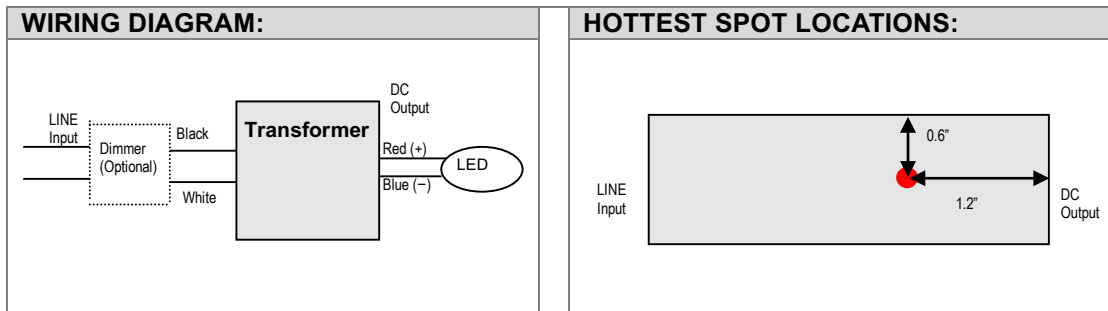 WIRING DIAGRAM:
LINE
Input
Dimmer
(Optional)
Black
White
Transformer
DC
Output
Red (+)
Blue (−)
LED
HOTTEST SPOT LOCATIONS:
LINE
Input
0.6”
1.2”
DC
Output